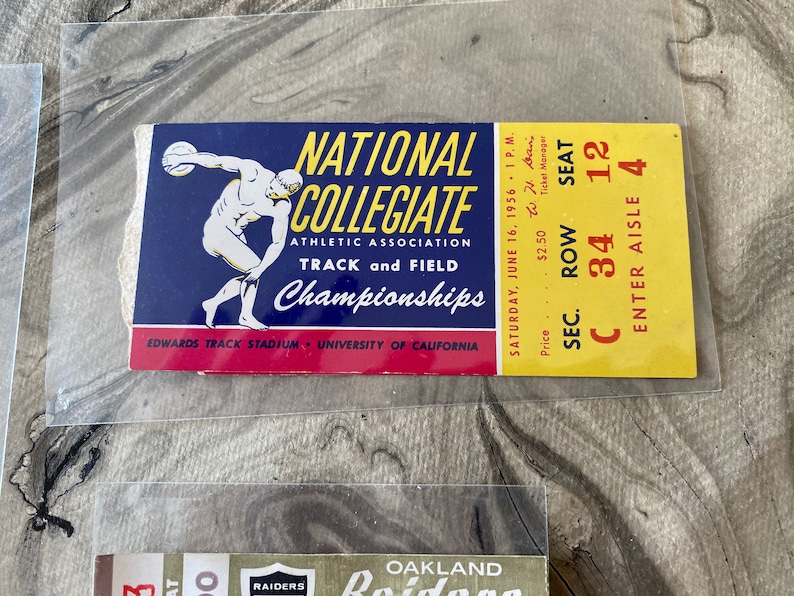 NATIONAL
COLLEGIATE
ATHLETIC ASSOCIATION
TRACK and FIELD
Championships
EDWARDS TRACK STADIUM • UNIVERSITY OF CALIFORNIA
SATURDAY, JUNE 16, 1956 • 1 P.M.
Price . . . . . $2.50
Ticket Manager
SEC. ROW SEAT
C 34 12
ENTER AISLE 4
OAKLAND
Raiders
RAIDERS